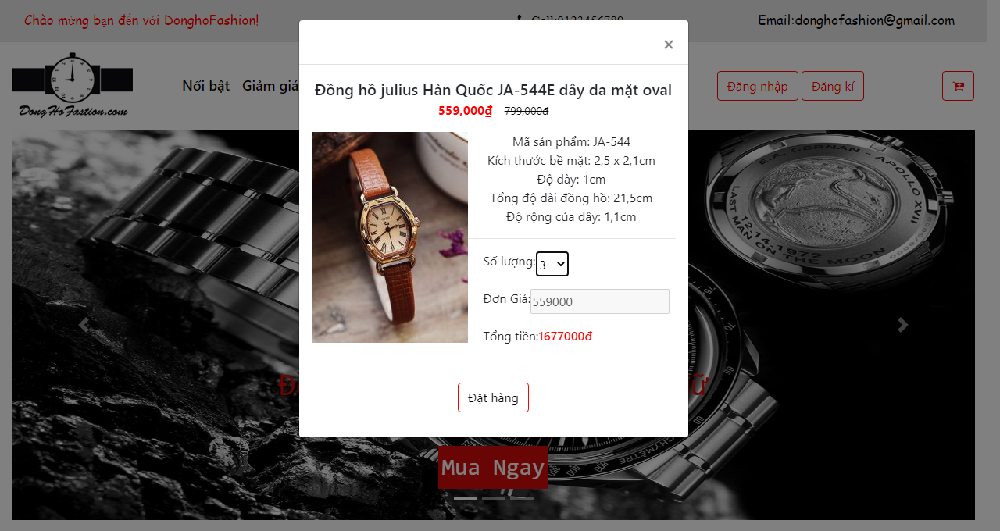 Chào mừng bạn đến với DonghoFashion!
Call:0123456789
Email:donghofashion@gmail.com
DongHoFastion.com
Nổi bật
Giảm giá
Đăng nhập
Đăng kí
×
Đồng hồ julius Hàn Quốc JA-544E dây da mặt oval
559,000₫ 799,000₫
Mã sản phẩm: JA-544
Kích thước bề mặt: 2,5 x 2,1cm
Độ dày: 1cm
Tổng độ dài đồng hồ: 21,5cm
Độ rộng của dây: 1,1cm
Số lượng: 3
Đơn Giá: 559000
Tổng tiền:1677000đ
Đặt hàng
E.A. CERNAN - APOLLO XVII
12.14.1972
LAST MAN ON THE MOON
Mua Ngay